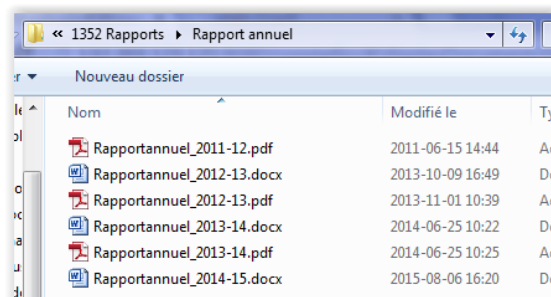 « 1352 Rapports ▸ Rapport annuel
Nouveau dossier
Nom Modifié le
Rapportannuel_2011-12.pdf 2011-06-15 14:44
Rapportannuel_2012-13.docx 2013-10-09 16:49
Rapportannuel_2012-13.pdf 2013-11-01 10:39
Rapportannuel_2013-14.docx 2014-06-25 10:22
Rapportannuel_2013-14.pdf 2014-06-25 10:25
Rapportannuel_2014-15.docx 2015-08-06 16:20